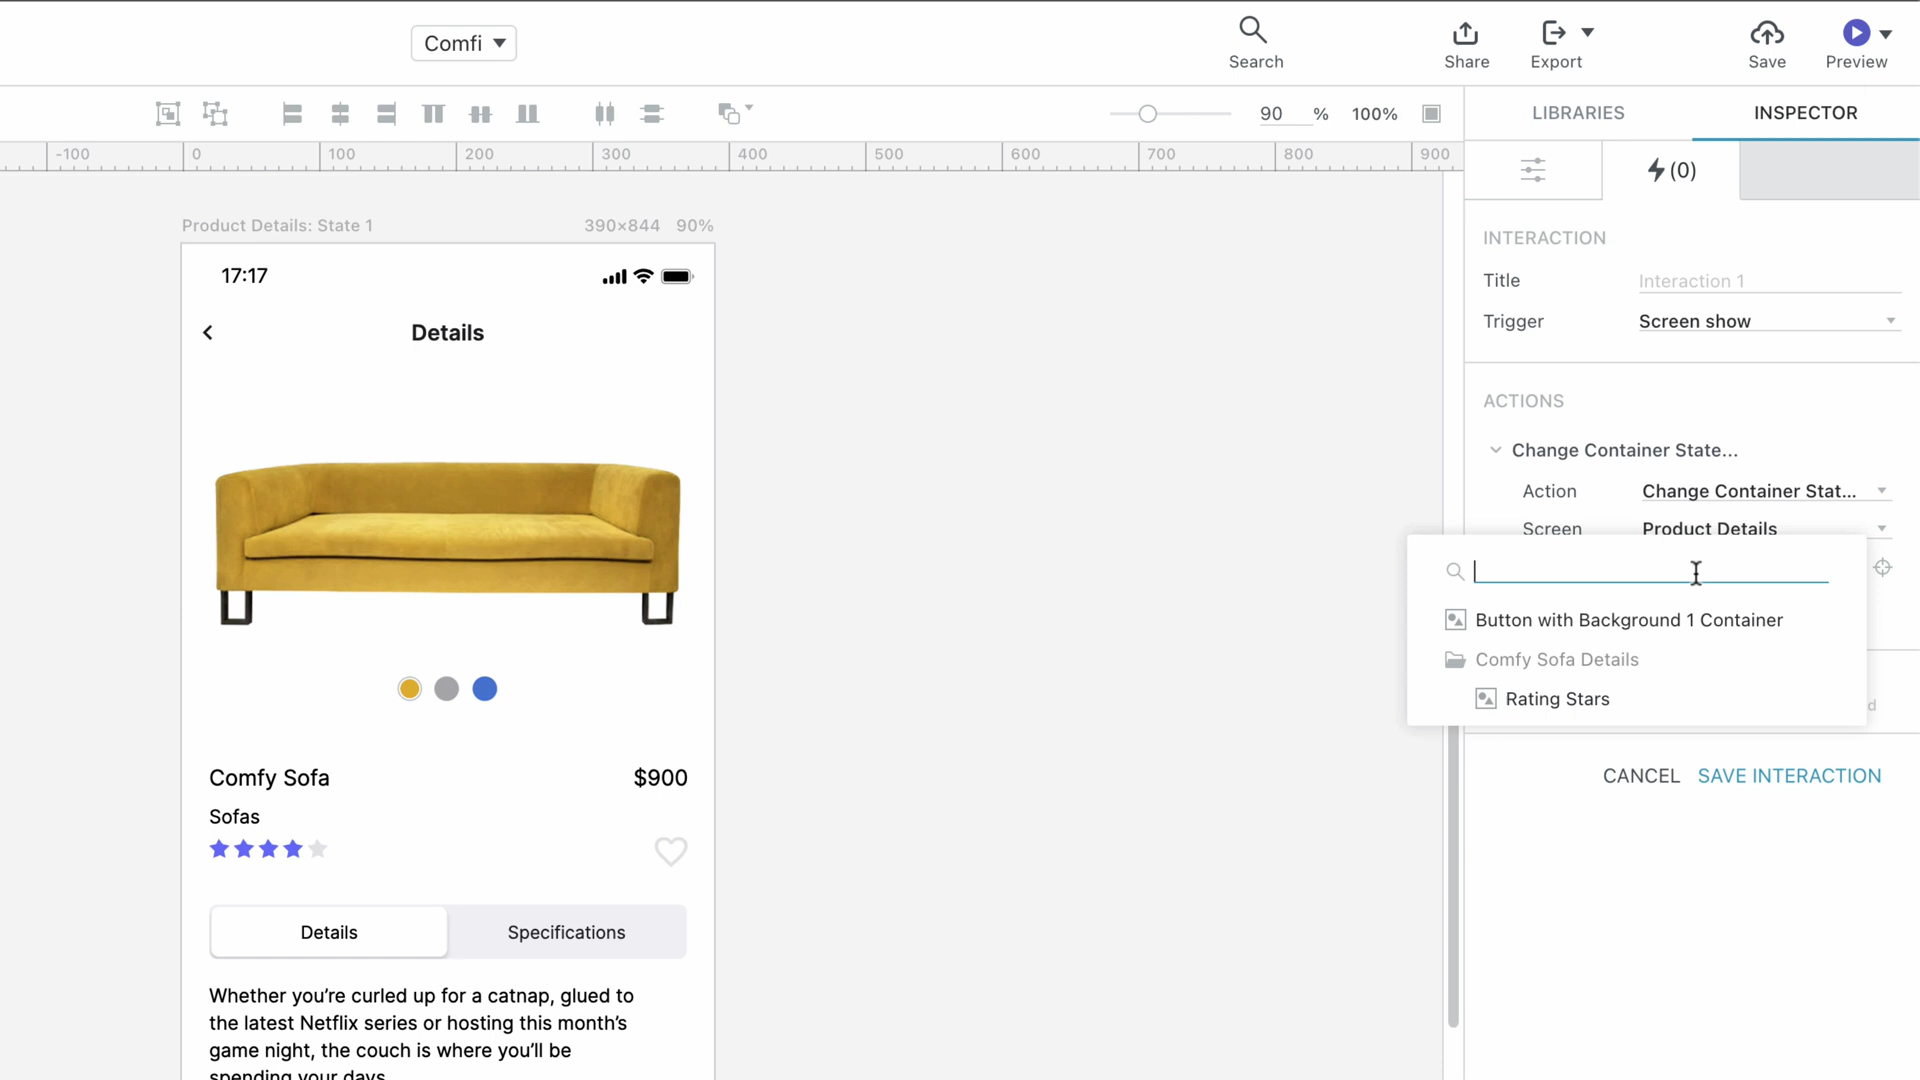 Comfi
Search
Share
Export
Save
Preview
90 %
100%
LIBRARIES
INSPECTOR
-100 0 100 200 300 400 500 600 700 800 900
(0)
Product Details: State 1
390×844 90%
17:17
Details
Comfy Sofa
$900
Sofas
Details
Specifications
Whether you’re curled up for a catnap, glued to
the latest Netflix series or hosting this month’s
game night, the couch is where you’ll be
spending your days.
INTERACTION
Title
Interaction 1
Trigger
Screen show
ACTIONS
Change Container State...
Action
Change Container Stat...
Screen
Product Details
Button with Background 1 Container
Comfy Sofa Details
Rating Stars
d
CANCEL
SAVE INTERACTION